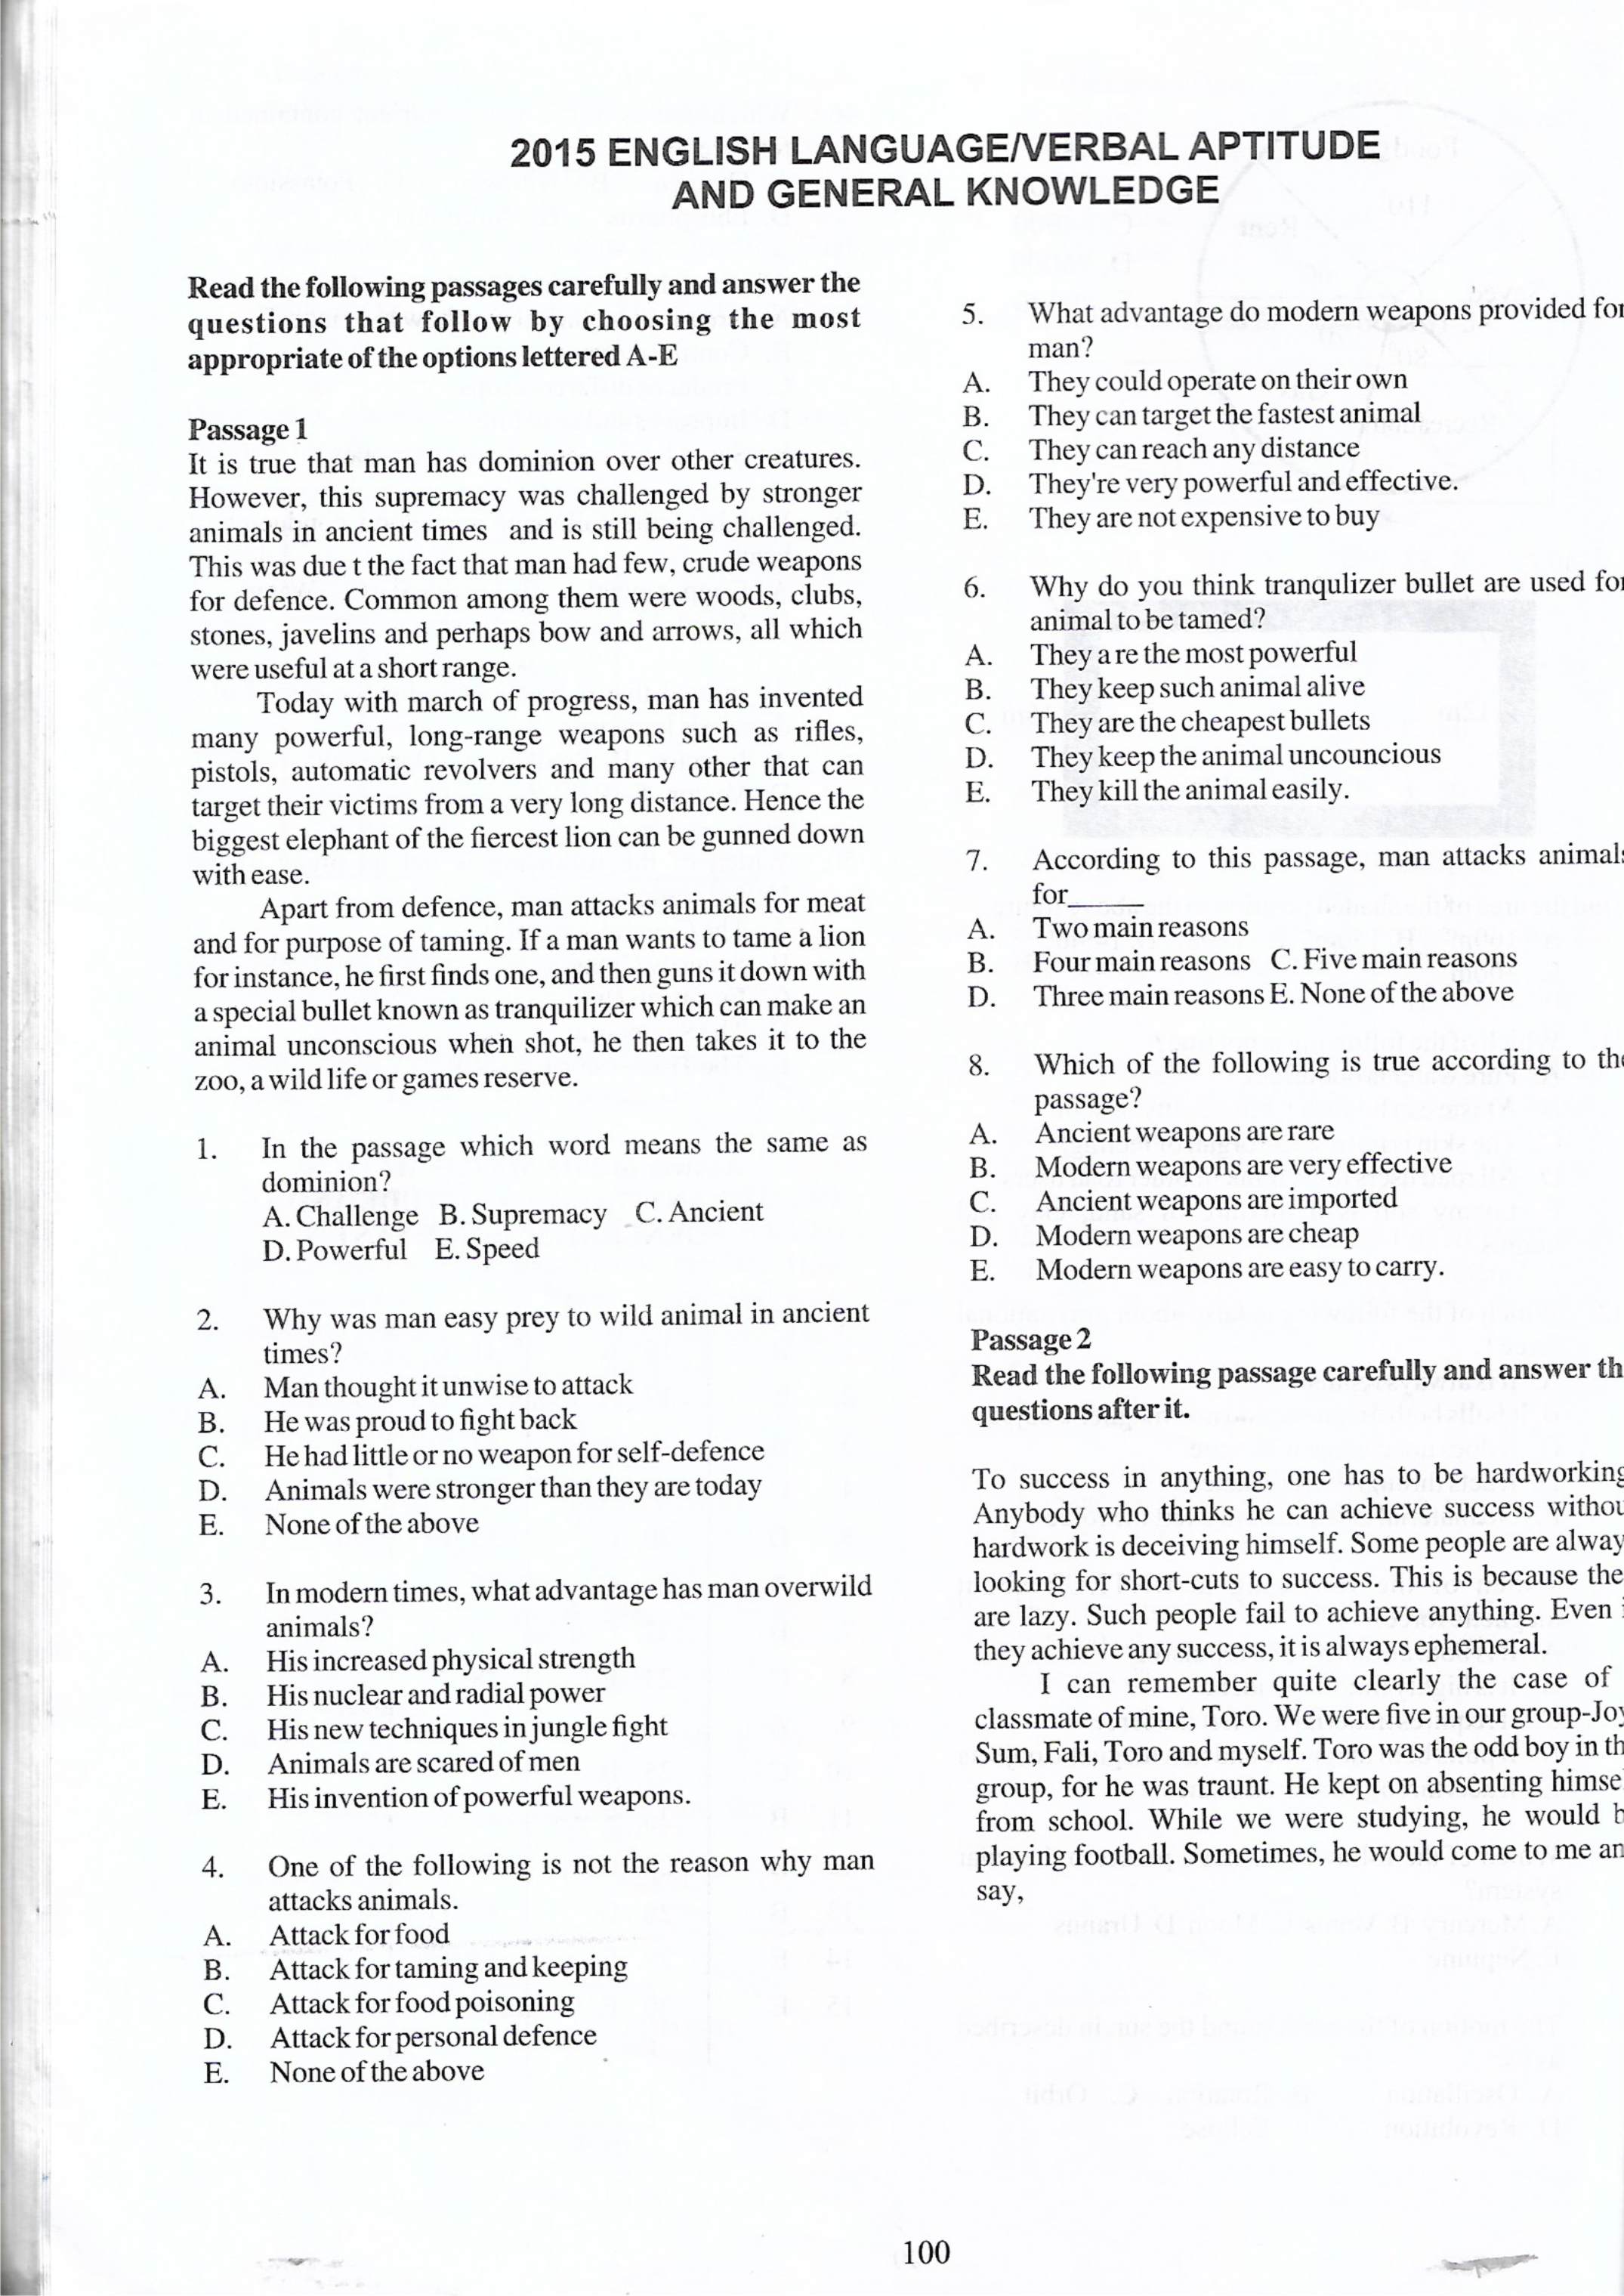 2015 ENGLISH LANGUAGE/VERBAL APTITUDE
AND GENERAL KNOWLEDGE
Read the following passages carefully and answer the
questions that follow by choosing the most
appropriate of the options lettered A-E
Passage 1
It is true that man has dominion over other creatures.
However, this supremacy was challenged by stronger
animals in ancient times and is still being challenged.
This was due t the fact that man had few, crude weapons
for defence. Common among them were woods, clubs,
stones, javelins and perhaps bow and arrows, all which
were useful at a short range.
Today with march of progress, man has invented
many powerful, long-range weapons such as rifles,
pistols, automatic revolvers and many other that can
target their victims from a very long distance. Hence the
biggest elephant of the fiercest lion can be gunned down
with ease.
Apart from defence, man attacks animals for meat
and for purpose of taming. If a man wants to tame a lion
for instance, he first finds one, and then guns it down with
a special bullet known as tranquilizer which can make an
animal unconscious when shot, he then takes it to the
zoo, a wild life or games reserve.
1. In the passage which word means the same as
dominion?
A. Challenge B. Supremacy C. Ancient
D. Powerful E. Speed
2. Why was man easy prey to wild animal in ancient
times?
A. Man thought it unwise to attack
B. He was proud to fight back
C. He had little or no weapon for self-defence
D. Animals were stronger than they are today
E. None of the above
3. In modern times, what advantage has man overwild
animals?
A. His increased physical strength
B. His nuclear and radial power
C. His new techniques in jungle fight
D. Animals are scared of men
E. His invention of powerful weapons.
4. One of the following is not the reason why man
attacks animals.
A. Attack for food
B. Attack for taming and keeping
C. Attack for food poisoning
D. Attack for personal defence
E. None of the above
5. What advantage do modern weapons provided for
man?
A. They could operate on their own
B. They can target the fastest animal
C. They can reach any distance
D. They're very powerful and effective.
E. They are not expensive to buy
6. Why do you think tranqulizer bullet are used for
animal to be tamed?
A. They are the most powerful
B. They keep such animal alive
C. They are the cheapest bullets
D. They keep the animal uncouncious
E. They kill the animal easily.
7. According to this passage, man attacks animals
for______
A. Two main reasons
B. Four main reasons C. Five main reasons
D. Three main reasons E. None of the above
8. Which of the following is true according to the
passage?
A. Ancient weapons are rare
B. Modern weapons are very effective
C. Ancient weapons are imported
D. Modern weapons are cheap
E. Modern weapons are easy to carry.
Passage 2
Read the following passage carefully and answer th
questions after it.
To success in anything, one has to be hardworking
Anybody who thinks he can achieve success withou
hardwork is deceiving himself. Some people are alway
looking for short-cuts to success. This is because the
are lazy. Such people fail to achieve anything. Even i
they achieve any success, it is always ephemeral.
I can remember quite clearly the case of
classmate of mine, Toro. We were five in our group-Joy
Sum, Fali, Toro and myself. Toro was the odd boy in th
group, for he was traunt. He kept on absenting himse
from school. While we were studying, he would b
playing football. Sometimes, he would come to me an
say,
100